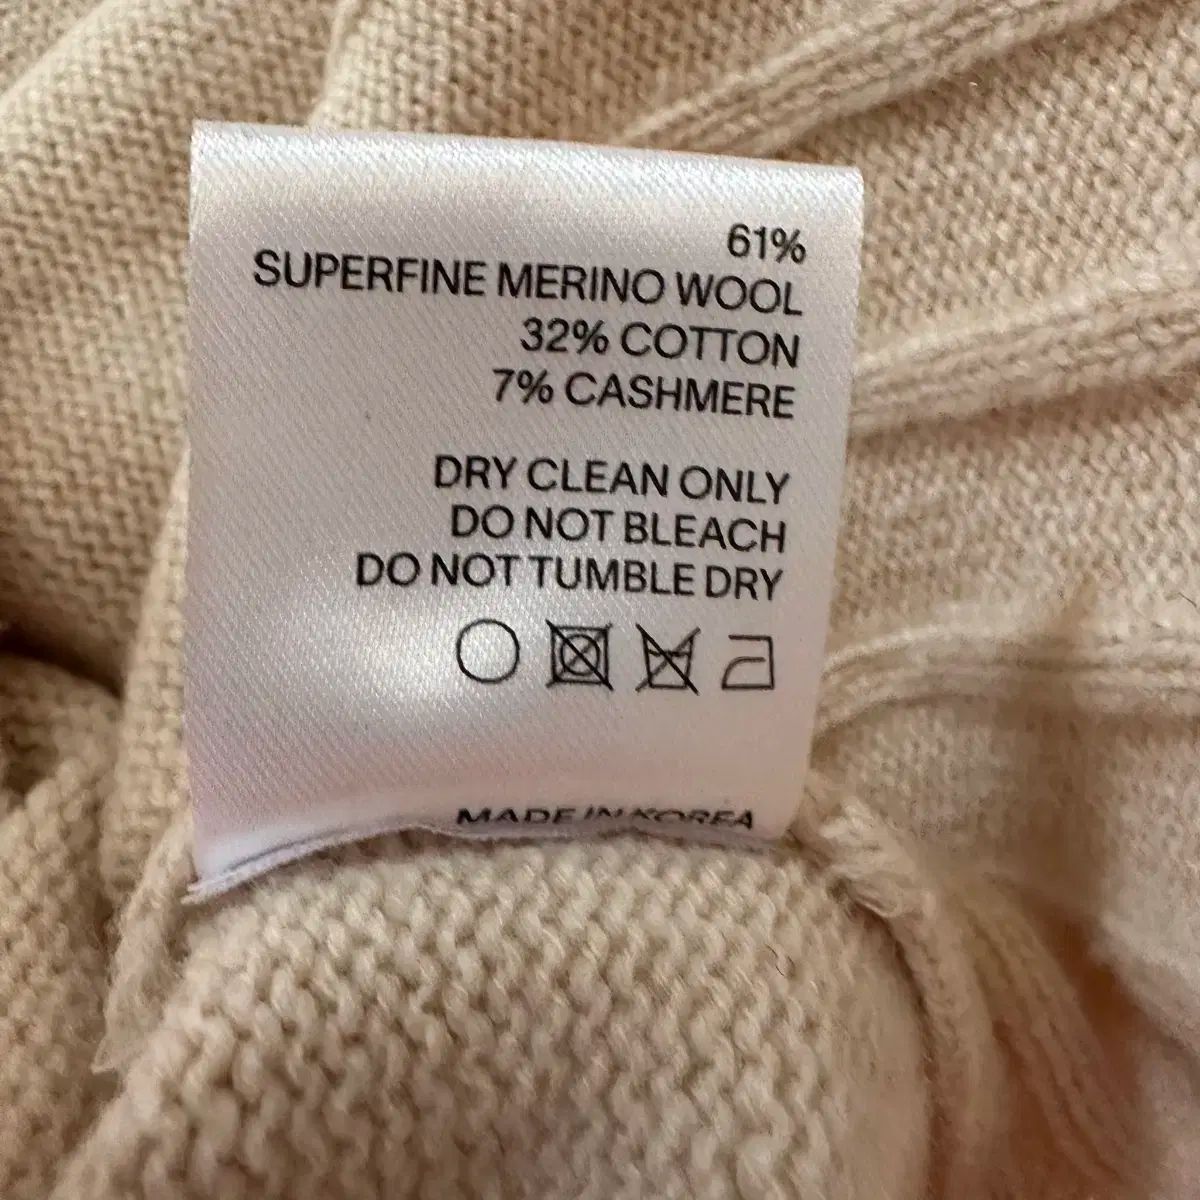 61%
SUPERFINE MERINO WOOL
32% COTTON
7% CASHMERE
DRY CLEAN ONLY
DO NOT BLEACH
DO NOT TUMBLE DRY
MADE IN KOREA